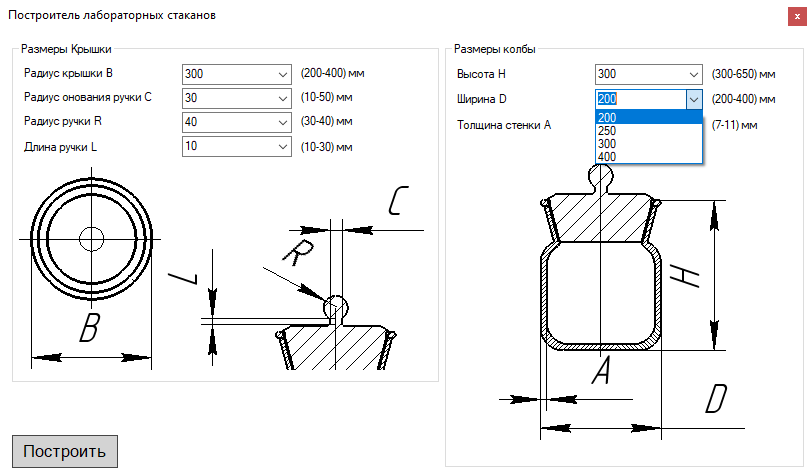 Построитель лабораторных стаканов
x
Размеры Крышки
Радиус крышки B 300 (200-400) мм
Радиус онования ручки C 30 (10-50) мм
Радиус ручки R 40 (30-40) мм
Длина ручки L 10 (10-30) мм
B
L
R
C
Построить
Размеры колбы
Высота H 300 (300-650) мм
Ширина D 200 (200-400) мм
Толщина стенки A (7-11) мм
200
250
300
400
H
A
D